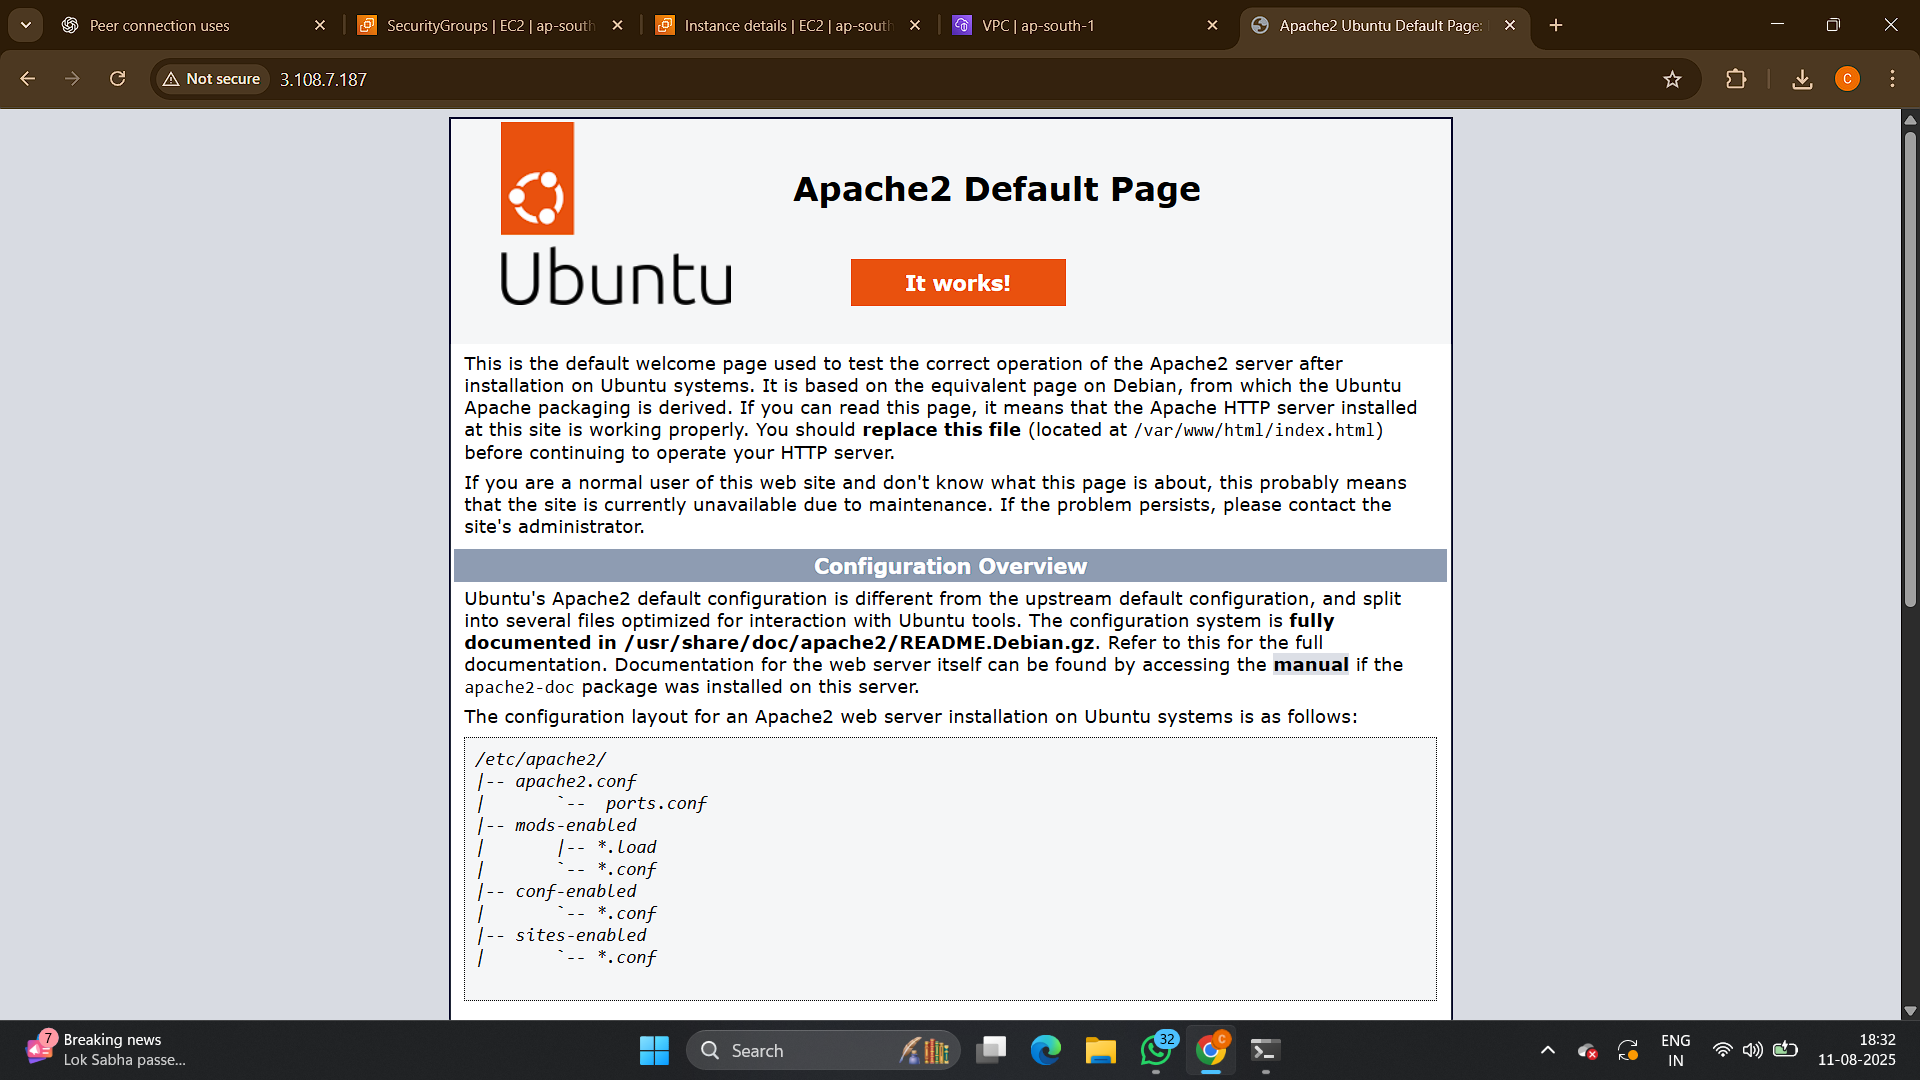 Peer connection uses
SecurityGroups | EC2 | ap-south
Instance details | EC2 | ap-south
VPC | ap-south-1
Apache2 Ubuntu Default Page:
Not secure
3.108.7.187
C
Apache2 Default Page
Ubuntu
It works!
This is the default welcome page used to test the correct operation of the Apache2 server after
installation on Ubuntu systems. It is based on the equivalent page on Debian, from which the Ubuntu
Apache packaging is derived. If you can read this page, it means that the Apache HTTP server installed
at this site is working properly. You should replace this file (located at /var/www/html/index.html)
before continuing to operate your HTTP server.
If you are a normal user of this web site and don't know what this page is about, this probably means
that the site is currently unavailable due to maintenance. If the problem persists, please contact the
site's administrator.
Configuration Overview
Ubuntu's Apache2 default configuration is different from the upstream default configuration, and split
into several files optimized for interaction with Ubuntu tools. The configuration system is fully
documented in /usr/share/doc/apache2/README.Debian.gz. Refer to this for the full
documentation. Documentation for the web server itself can be found by accessing the manual if the
apache2-doc package was installed on this server.
The configuration layout for an Apache2 web server installation on Ubuntu systems is as follows:
/etc/apache2/
|-- apache2.conf
|       `--  ports.conf
|-- mods-enabled
|       |-- *.load
|       `-- *.conf
|-- conf-enabled
|       `-- *.conf
|-- sites-enabled
|       `-- *.conf
7
Breaking news
Lok Sabha passe...
Search
32
C
ENG
IN
18:32
11-08-2025